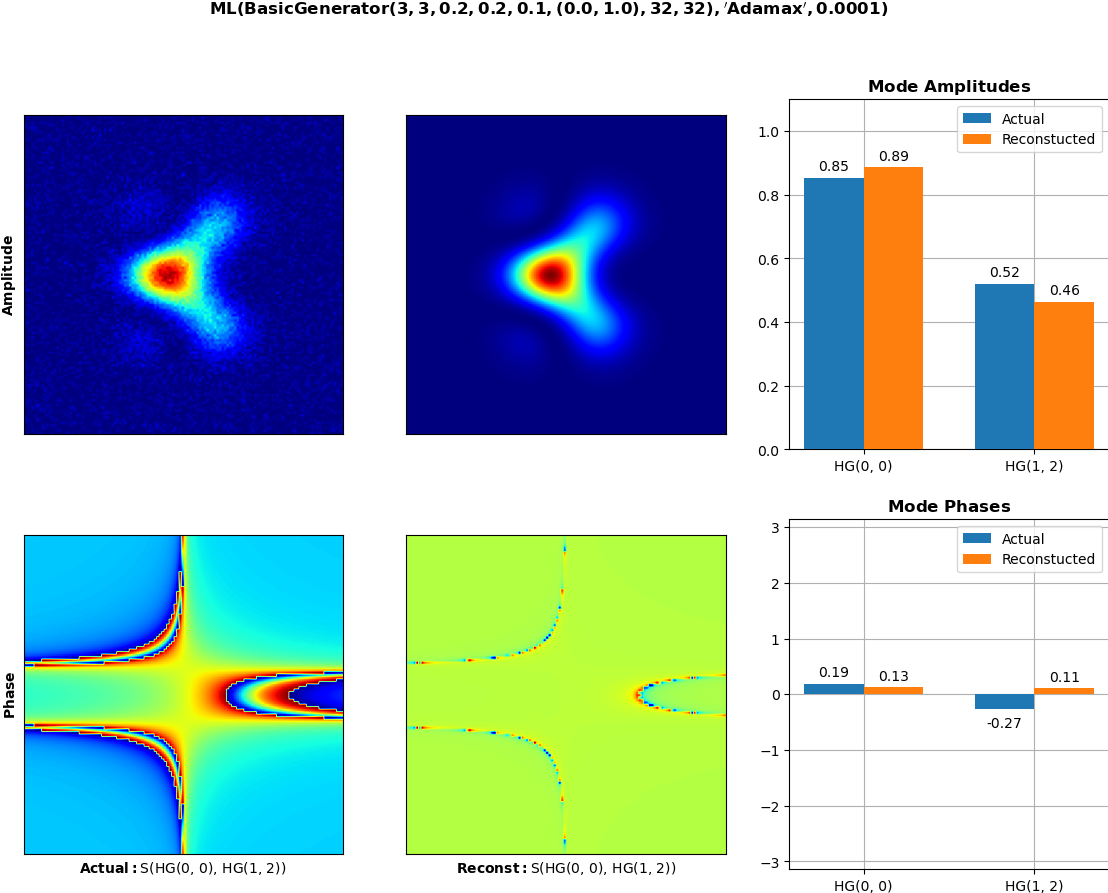 ML(BasicGenerator(3, 3, 0.2, 0.2, 0.1, (0.0, 1.0), 32, 32), ′Adamax′, 0.0001)
Amplitude
Mode Amplitudes
Actual
Reconstucted
1.0
0.8
0.6
0.4
0.2
0.0
0.85
0.89
0.52
0.46
HG(0, 0)
HG(1, 2)
Phase
Actual: S(HG(0, 0), HG(1, 2))
Reconst: S(HG(0, 0), HG(1, 2))
Mode Phases
Actual
Reconstucted
3
2
1
0
−1
−2
−3
0.19
0.13
-0.27
0.11
HG(0, 0)
HG(1, 2)